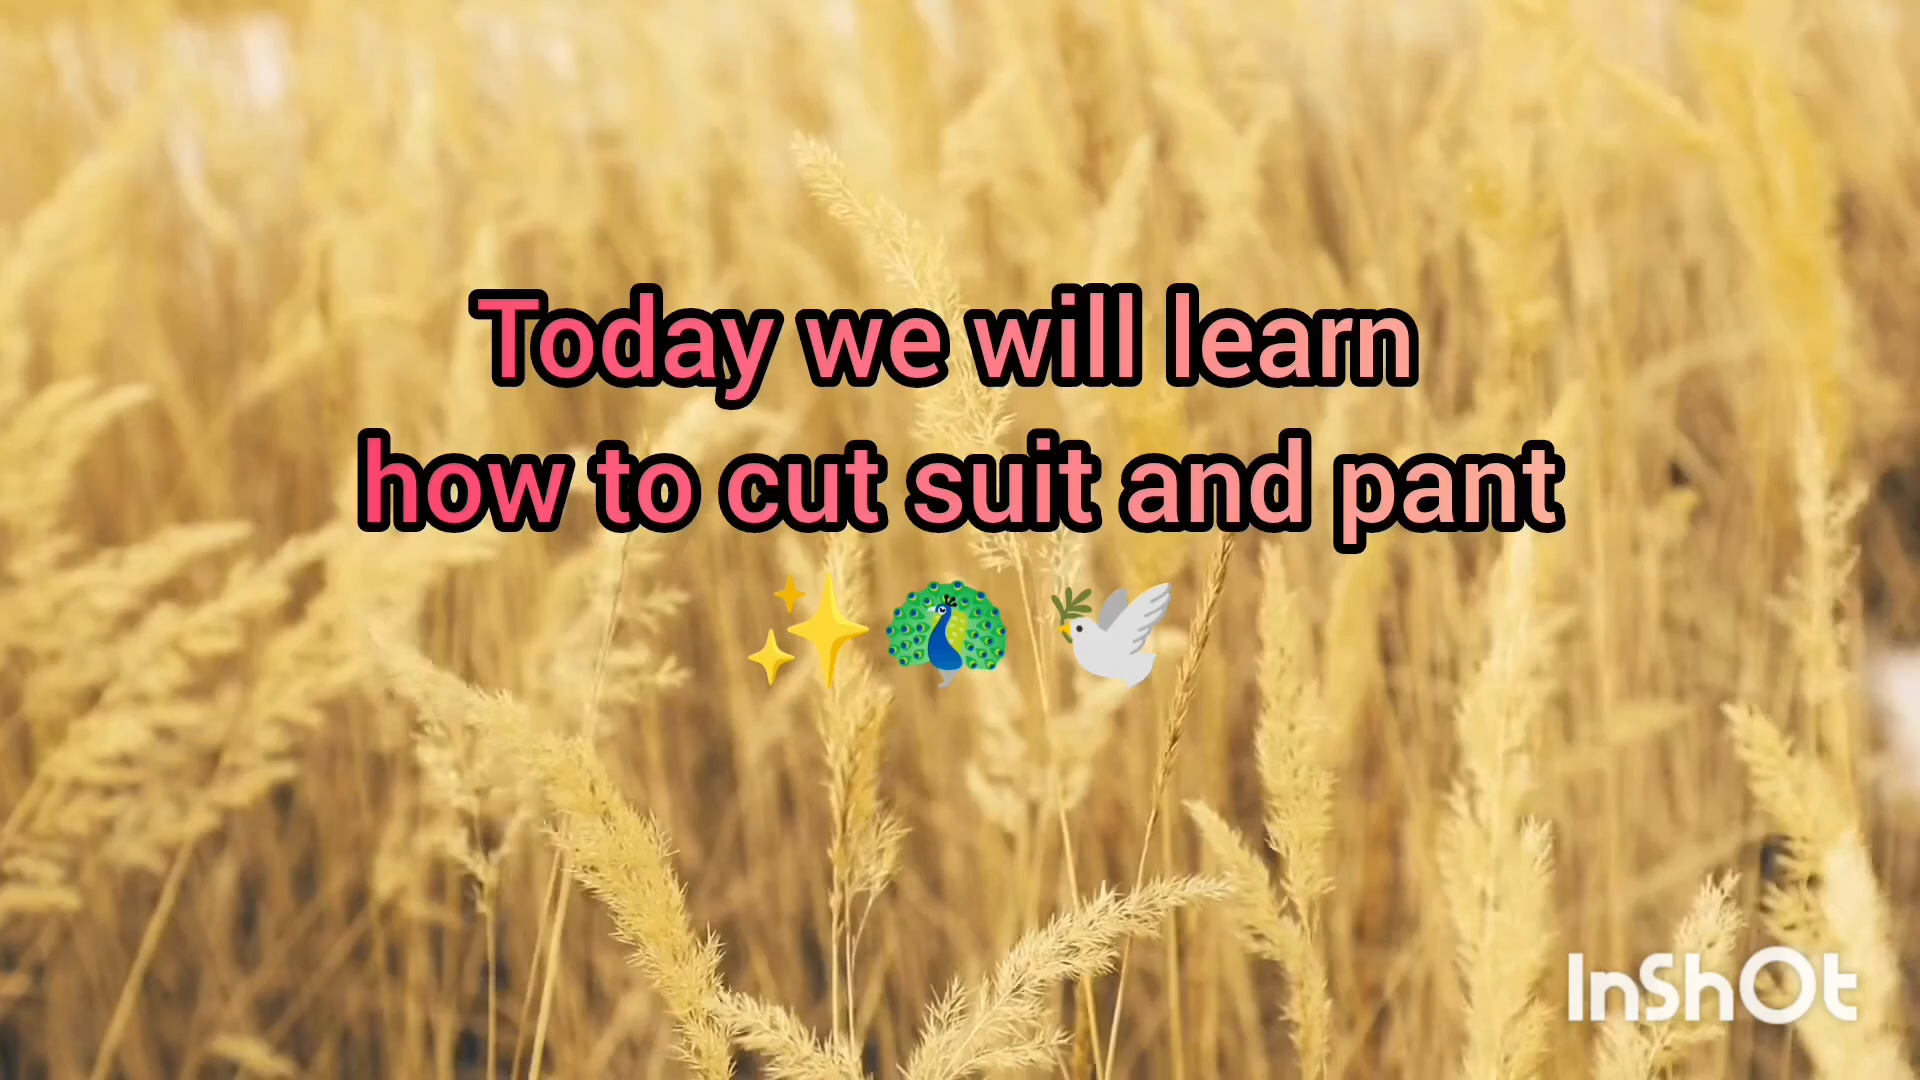 Today we will learn
how to cut suit and pant
✨🦚 🕊️
InShOt